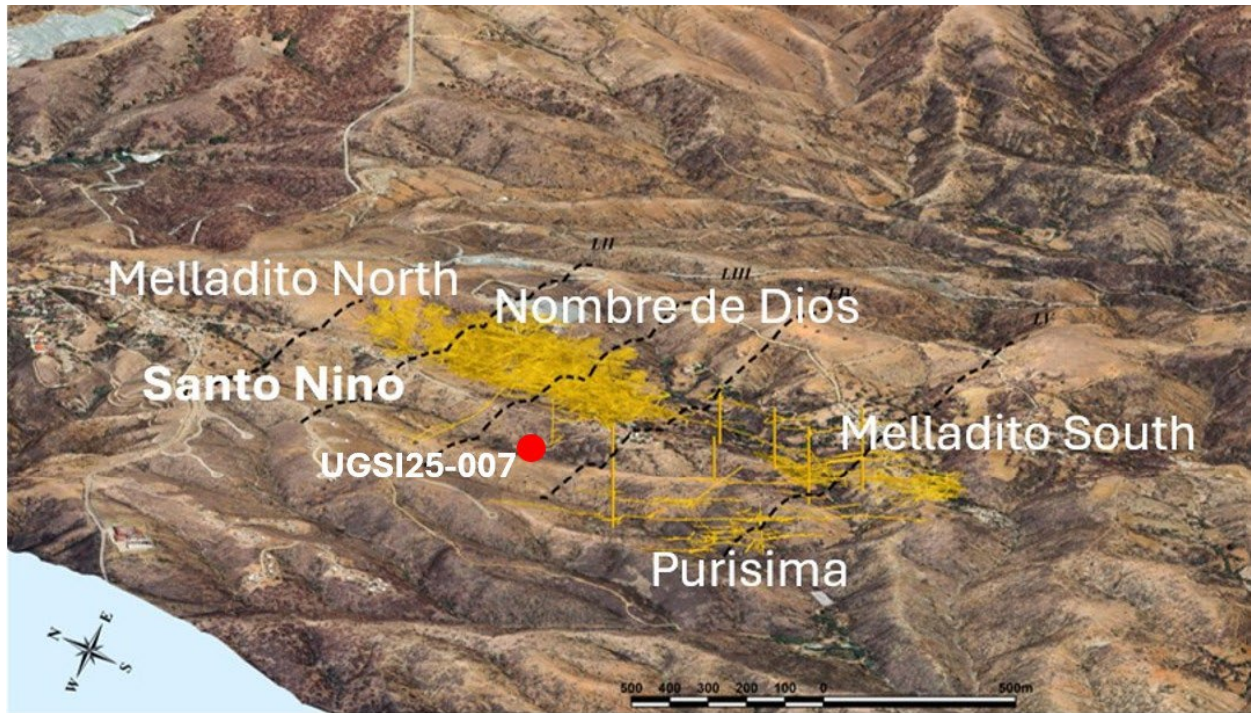 LII
Melladito North
LIII
Nombre de Dios
LIV
LV
Santo Nino
Melladito South
UGSI25-007
Purisima
N E
W S
500 400 300 200 100 0 500m